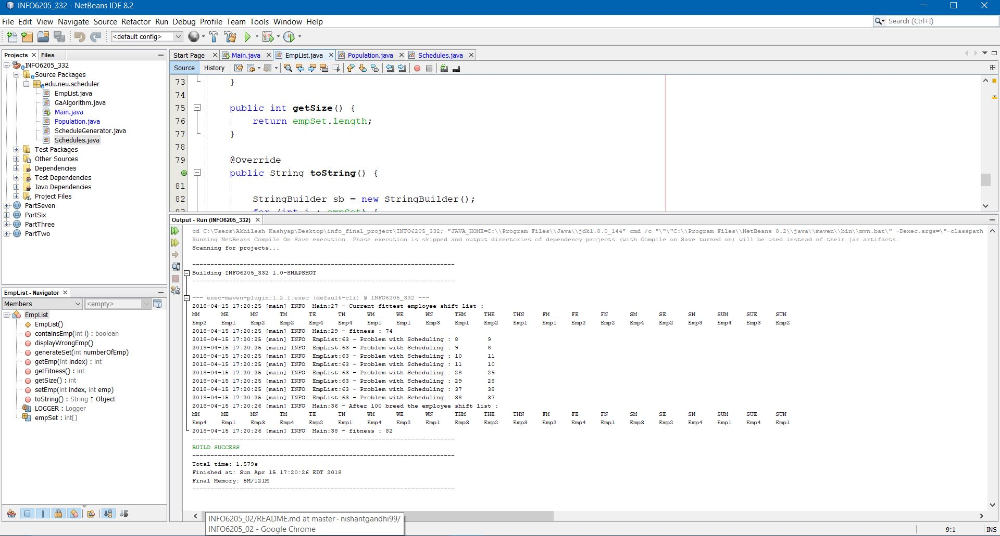 INFO6205_332 - NetBeans IDE 8.2
File Edit View Navigate Source Refactor Run Debug Profile Team Tools Window Help
Search (Ctrl+I)
<default config>
Projects Files
INFO6205_332
Source Packages
edu.neu.scheduler
EmpList.java
GaAlgorithm.java
Main.java
Population.java
ScheduleGenerator.java
Schedules.java
Test Packages
Other Sources
Dependencies
Test Dependencies
Java Dependencies
Project Files
PartSeven
PartSix
PartThree
PartTwo
EmpList - Navigator
Members <empty>
EmpList
EmpList()
containsEmp(int i) : boolean
displayWrongEmp()
generateSet(int numberOfEmp)
getEmp(int index) : int
getFitness() : int
getSize() : int
setEmp(int index, int emp)
toString() : String ↑ Object
LOGGER : Logger
empSet : int[]
Start Page Main.java EmpList.java Population.java Schedules.java
Source History
73 }
74
75 public int getSize() {
76 return empSet.length;
77 }
78
79 @Override
public String toString() {
81
82 StringBuilder sb = new StringBuilder();
83 for (int i : empSet) {
Output - Run (INFO6205_332)
cd C:\Users\Akhilesh Kashyap\Desktop\info_final_project\INFO6205_332; "JAVA_HOME=C:\\Program Files\\Java\\jdk1.8.0_144" cmd /c "\"\"C:\\Program Files\\NetBeans 8.2\\java\\maven\\bin\\mvn.bat\" -Dexec.args=\"-classpath
Running NetBeans Compile On Save execution. Phase execution is skipped and output directories of dependency projects (with Compile on Save turned on) will be used instead of their jar artifacts.
Scanning for projects...
------------------------------------------------------------------------
Building INFO6205_332 1.0-SNAPSHOT
------------------------------------------------------------------------
--- exec-maven-plugin:1.2.1:exec (default-cli) @ INFO6205_332 ---
2018-04-15 17:20:25 [main] INFO Main:27 - Current fittest employee shift list :
MM ME MN TM TE TN WM WE WN THM THE THN FM FE FN SM SE SN SUM SUE SUN
Emp2 Emp1 Emp2 Emp2 Emp4 Emp4 Emp1 Emp1 Emp3 Emp1 Emp2 Emp1 Emp1 Emp2 Emp2 Emp4 Emp2 Emp3 Emp4 Emp3 Emp2
2018-04-15 17:20:25 [main] INFO Main:29 - fitness : 74
2018-04-15 17:20:25 [main] INFO EmpList:63 - Problem with Scheduling : 8 9
2018-04-15 17:20:25 [main] INFO EmpList:63 - Problem with Scheduling : 9 8
2018-04-15 17:20:25 [main] INFO EmpList:63 - Problem with Scheduling : 10 11
2018-04-15 17:20:25 [main] INFO EmpList:63 - Problem with Scheduling : 11 10
2018-04-15 17:20:25 [main] INFO EmpList:63 - Problem with Scheduling : 28 29
2018-04-15 17:20:25 [main] INFO EmpList:63 - Problem with Scheduling : 29 28
2018-04-15 17:20:25 [main] INFO EmpList:63 - Problem with Scheduling : 37 38
2018-04-15 17:20:25 [main] INFO EmpList:63 - Problem with Scheduling : 38 37
2018-04-15 17:20:26 [main] INFO Main:36 - After 100 breed the employee shift list :
MM ME MN TM TE TN WM WE WN THM THE THN FM FE FN SM SE SN SUM SUE SUN
Emp4 Emp1 Emp3 Emp4 Emp2 Emp1 Emp4 Emp2 Emp1 Emp3 Emp2 Emp3 Emp2 Emp4 Emp1 Emp3 Emp2 Emp4 Emp1 Emp4 Emp1
2018-04-15 17:20:26 [main] INFO Main:38 - fitness : 82
------------------------------------------------------------------------
BUILD SUCCESS
------------------------------------------------------------------------
Total time: 1.579s
Finished at: Sun Apr 15 17:20:26 EDT 2018
Final Memory: 5M/121M
------------------------------------------------------------------------
INFO6205_02/README.md at master · nishantgandhi99/
INFO6205_02 - Google Chrome
9:1 INS